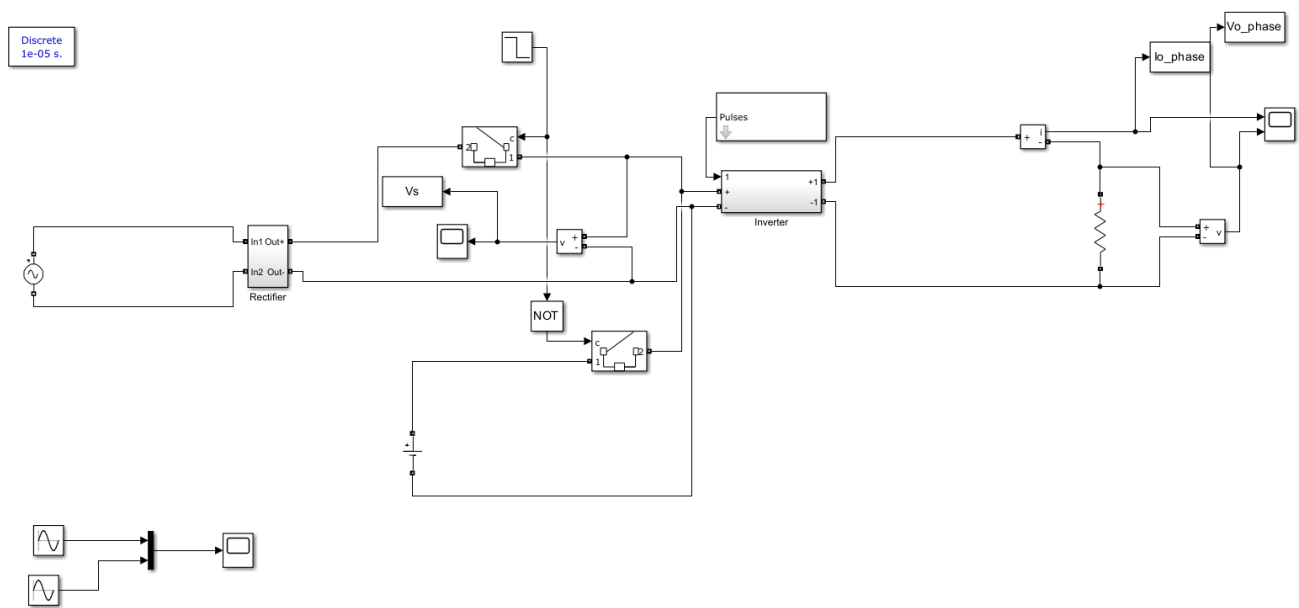 Discrete
1e-05 s.
Vo_phase
Io_phase
Pulses
c
2
1
i
+
-
Vs
1
+
-
+1
-1
Inverter
v
+
-
+
+
-
v
In1 Out+
In2 Out-
Rectifier
NOT
c
1
2
+